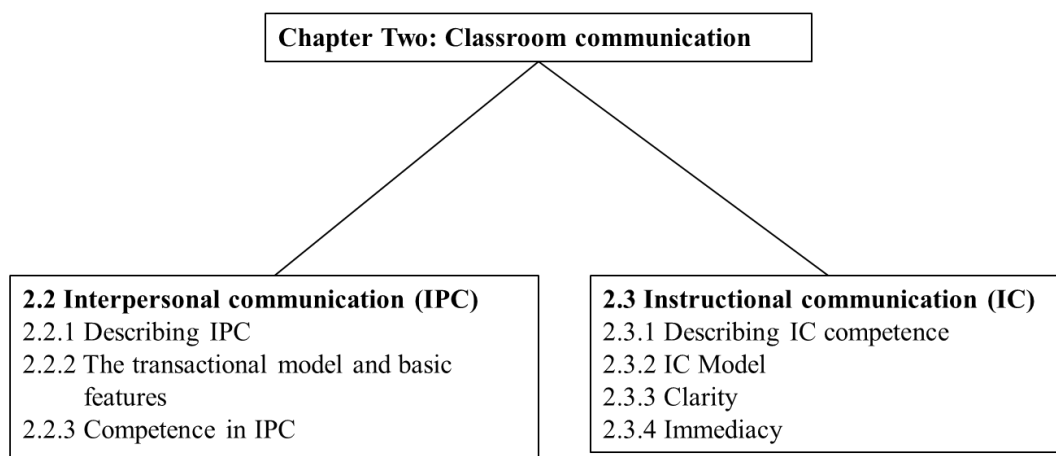 Chapter Two: Classroom communication
2.2 Interpersonal communication (IPC)
2.2.1 Describing IPC
2.2.2 The transactional model and basic
features
2.2.3 Competence in IPC
2.3 Instructional communication (IC)
2.3.1 Describing IC competence
2.3.2 IC Model
2.3.3 Clarity
2.3.4 Immediacy